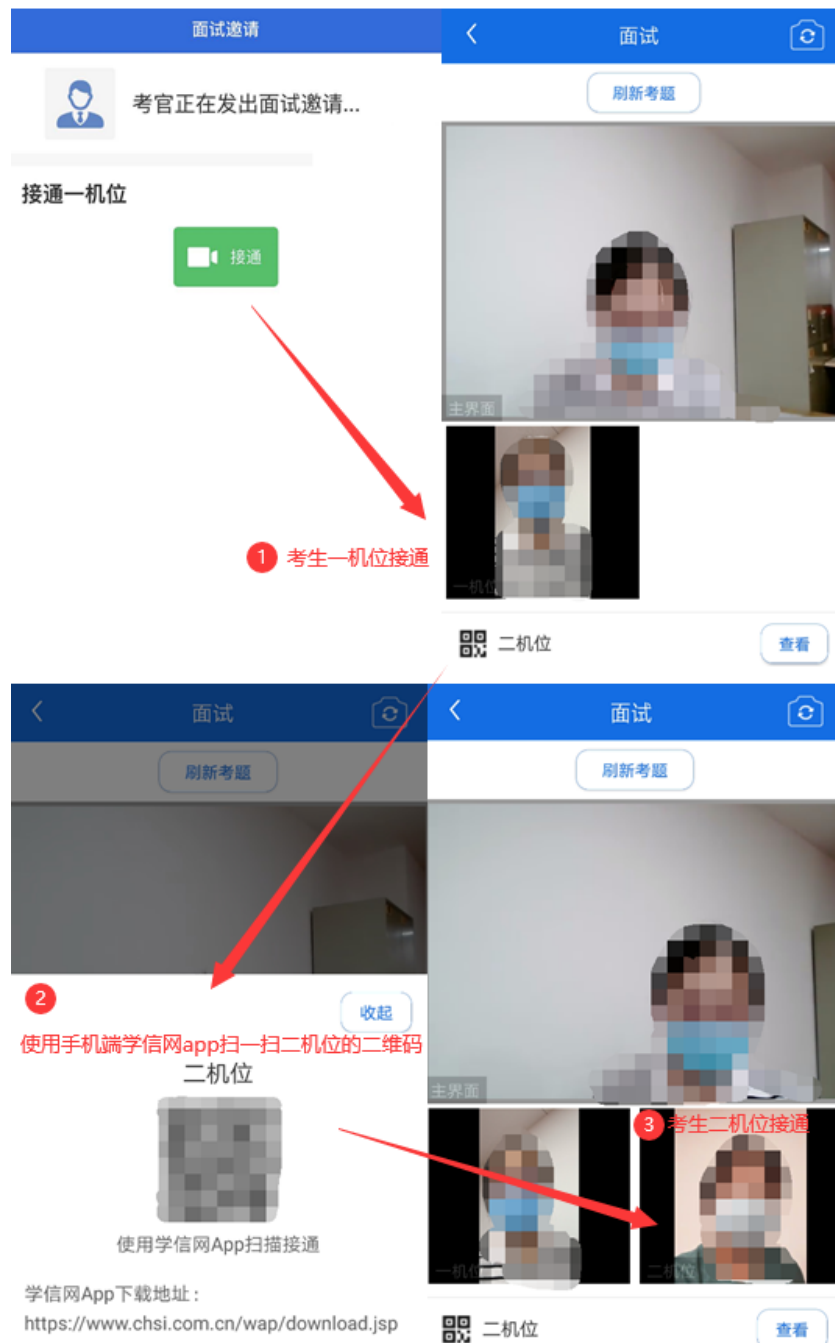 面试邀请
考官正在发出面试邀请...
接通一机位
接通
1 考生一机位接通
面试
刷新考题
主界面
一机位
二机位
查看
面试
刷新考题
2
收起
使用手机端学信网app扫一扫二机位的二维码
二机位
使用学信网App扫描接通
学信网App下载地址：
https://www.chsi.com.cn/wap/download.jsp
面试
刷新考题
主界面
3 考生二机位接通
一机位
二机位
二机位
查看